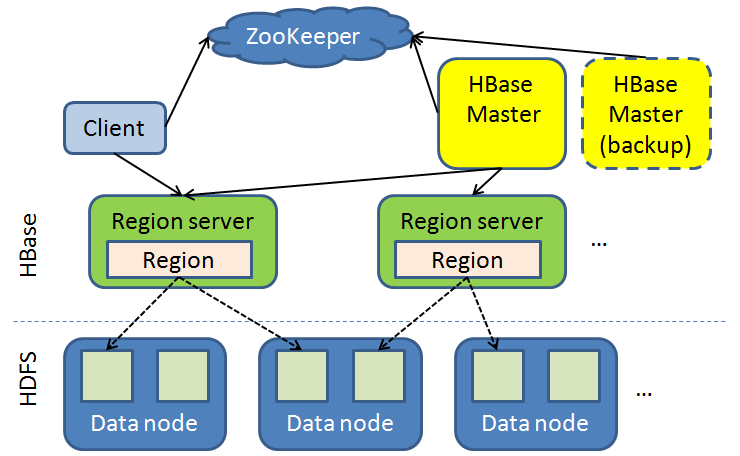 ZooKeeper
HBase
Master
HBase
Master
(backup)
Client
HBase
Region server
Region
Region server
Region
...
HDFS
Data node
Data node
Data node
...